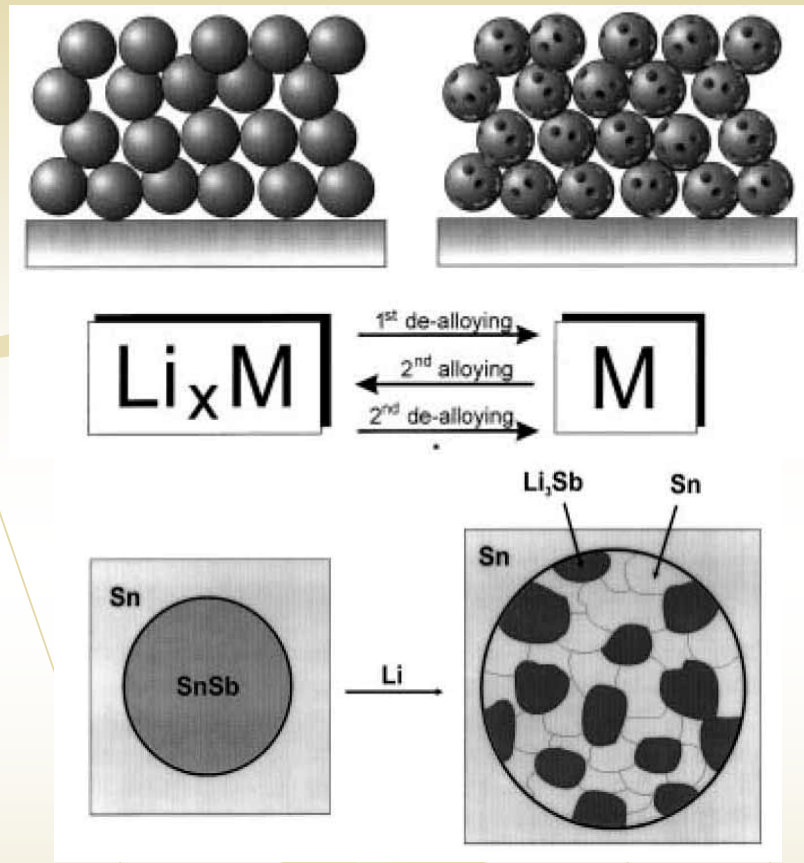 1st de-alloying
LiₓM
2nd alloying
M
2nd de-alloying
Li₃Sb
Sn
Sn
Sn
SnSb
Li